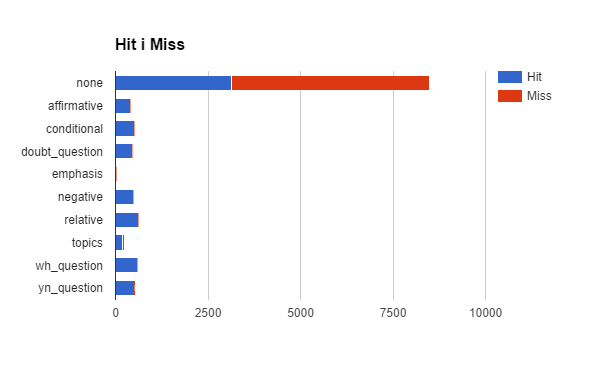 Hit i Miss
none
affirmative
conditional
doubt_question
emphasis
negative
relative
topics
wh_question
yn_question
0 2500 5000 7500 10000
Hit
Miss